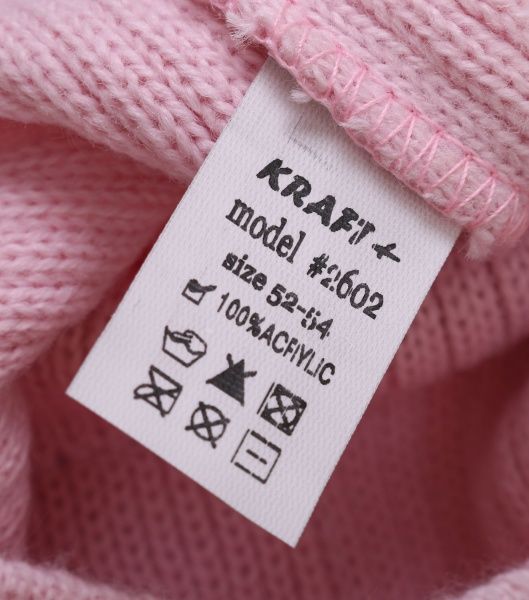 KRAFT+
model #2602
size 52-54
100%ACRYLIC